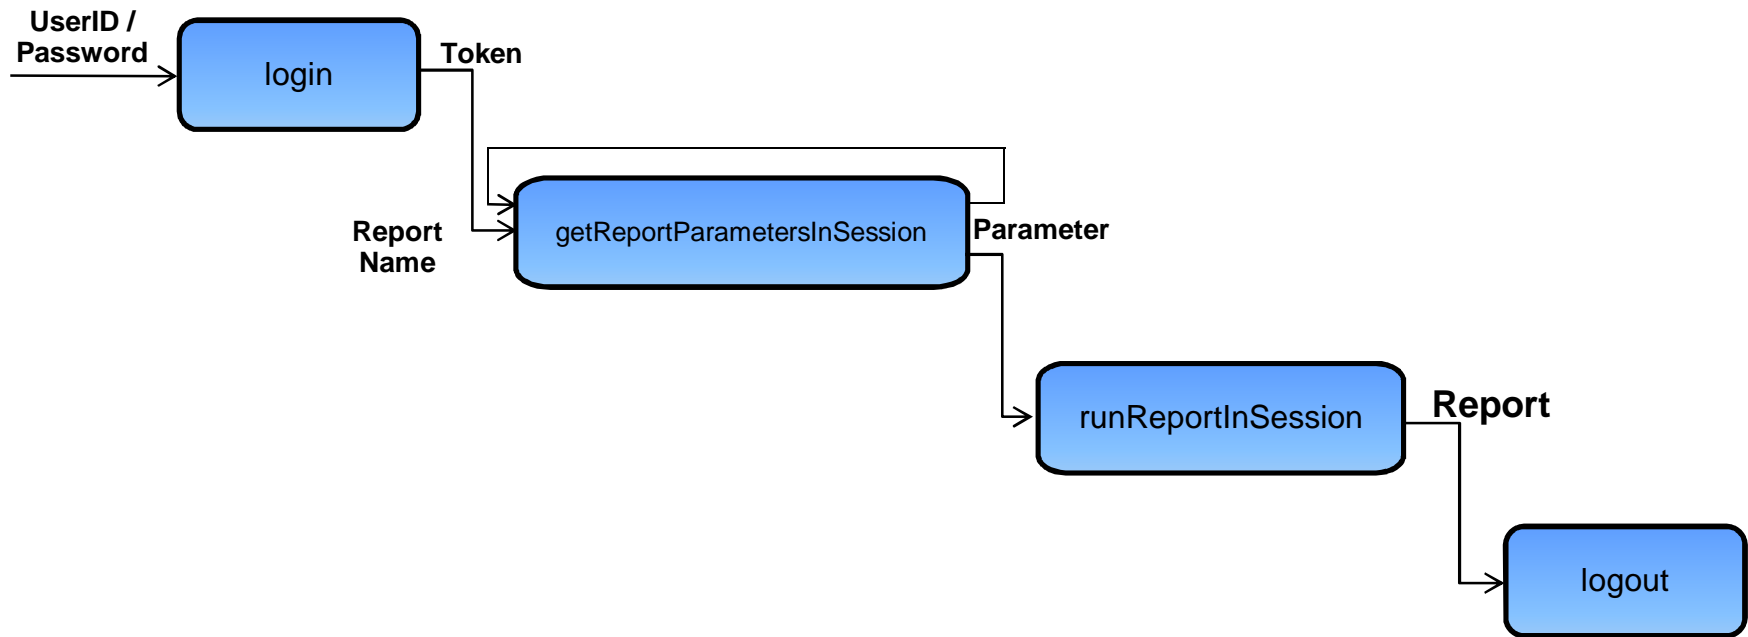 UserID /
Password
login
Token
Report
Name
getReportParametersInSession
Parameter
runReportInSession
Report
logout